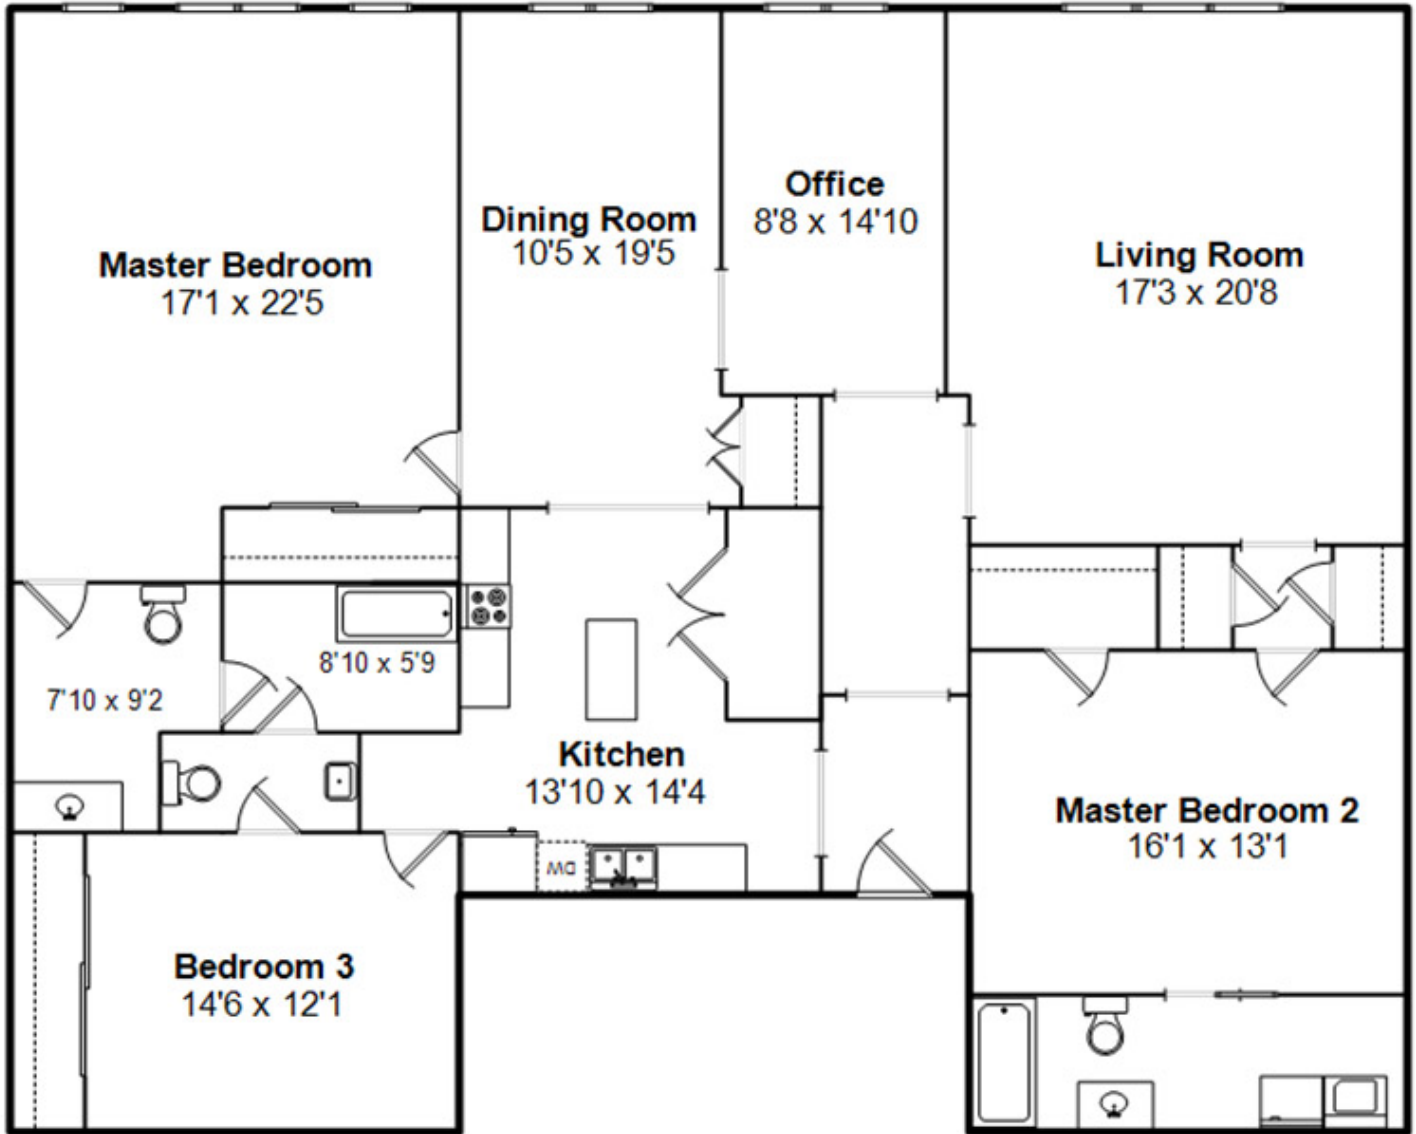 Master Bedroom
17'1 x 22'5
Dining Room
10'5 x 19'5
Office
8'8 x 14'10
Living Room
17'3 x 20'8
7'10 x 9'2
8'10 x 5'9
Kitchen
13'10 x 14'4
DW
Master Bedroom 2
16'1 x 13'1
Bedroom 3
14'6 x 12'1